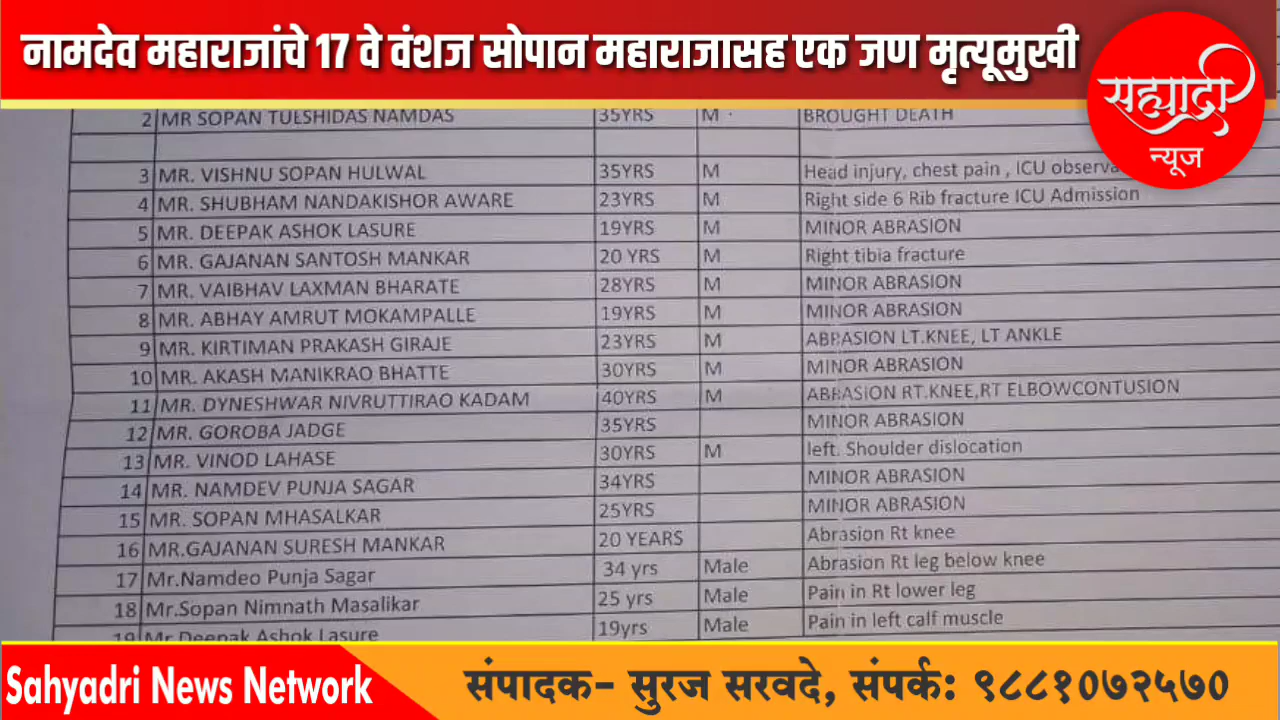 नामदेव महाराजांचे 17 वे वंशज सोपान महाराजासह एक जण मृत्यूमुखी
सह्याद्री
न्यूज
2 MR SOPAN TULSHIDAS NAMDAS 35YRS M BROUGHT DEATH
3 MR. VISHNU SOPAN HULWAL 35YRS M Head injury, chest pain , ICU observa
4 MR. SHUBHAM NANDAKISHOR AWARE 23YRS M Right side 6 Rib fracture ICU Admission
5 MR. DEEPAK ASHOK LASURE 19YRS M MINOR ABRASION
6 MR. GAJANAN SANTOSH MANKAR 20 YRS M Right tibia fracture
7 MR. VAIBHAV LAXMAN BHARATE 28YRS M MINOR ABRASION
8 MR. ABHAY AMRUT MOKAMPALLE 19YRS M MINOR ABRASION
9 MR. KIRTIMAN PRAKASH GIRAJE 23YRS M ABRASION LT.KNEE, LT ANKLE
10 MR. AKASH MANIKRAO BHATTE 30YRS M MINOR ABRASION
11 MR. DYNESHWAR NIVRUTTIRAO KADAM 40YRS M ABRASION RT.KNEE,RT ELBOWCONTUSION
12 MR. GOROBA JADGE 35YRS MINOR ABRASION
13 MR. VINOD LAHASE 30YRS M left. Shoulder dislocation
14 MR. NAMDEV PUNJA SAGAR 34YRS MINOR ABRASION
15 MR. SOPAN MHASALKAR 25YRS MINOR ABRASION
16 MR.GAJANAN SURESH MANKAR 20 YEARS Abrasion Rt knee
17 Mr.Namdeo Punja Sagar 34 yrs Male Abrasion Rt leg below knee
18 Mr.Sopan Nimnath Masalikar 25 yrs Male Pain in Rt lower leg
19 Mr.Deepak Ashok Lasure 19yrs Male Pain in left calf muscle
Sahyadri News Network
संपादक- सुरज सरवदे, संपर्क: ९८८१०७२५७०